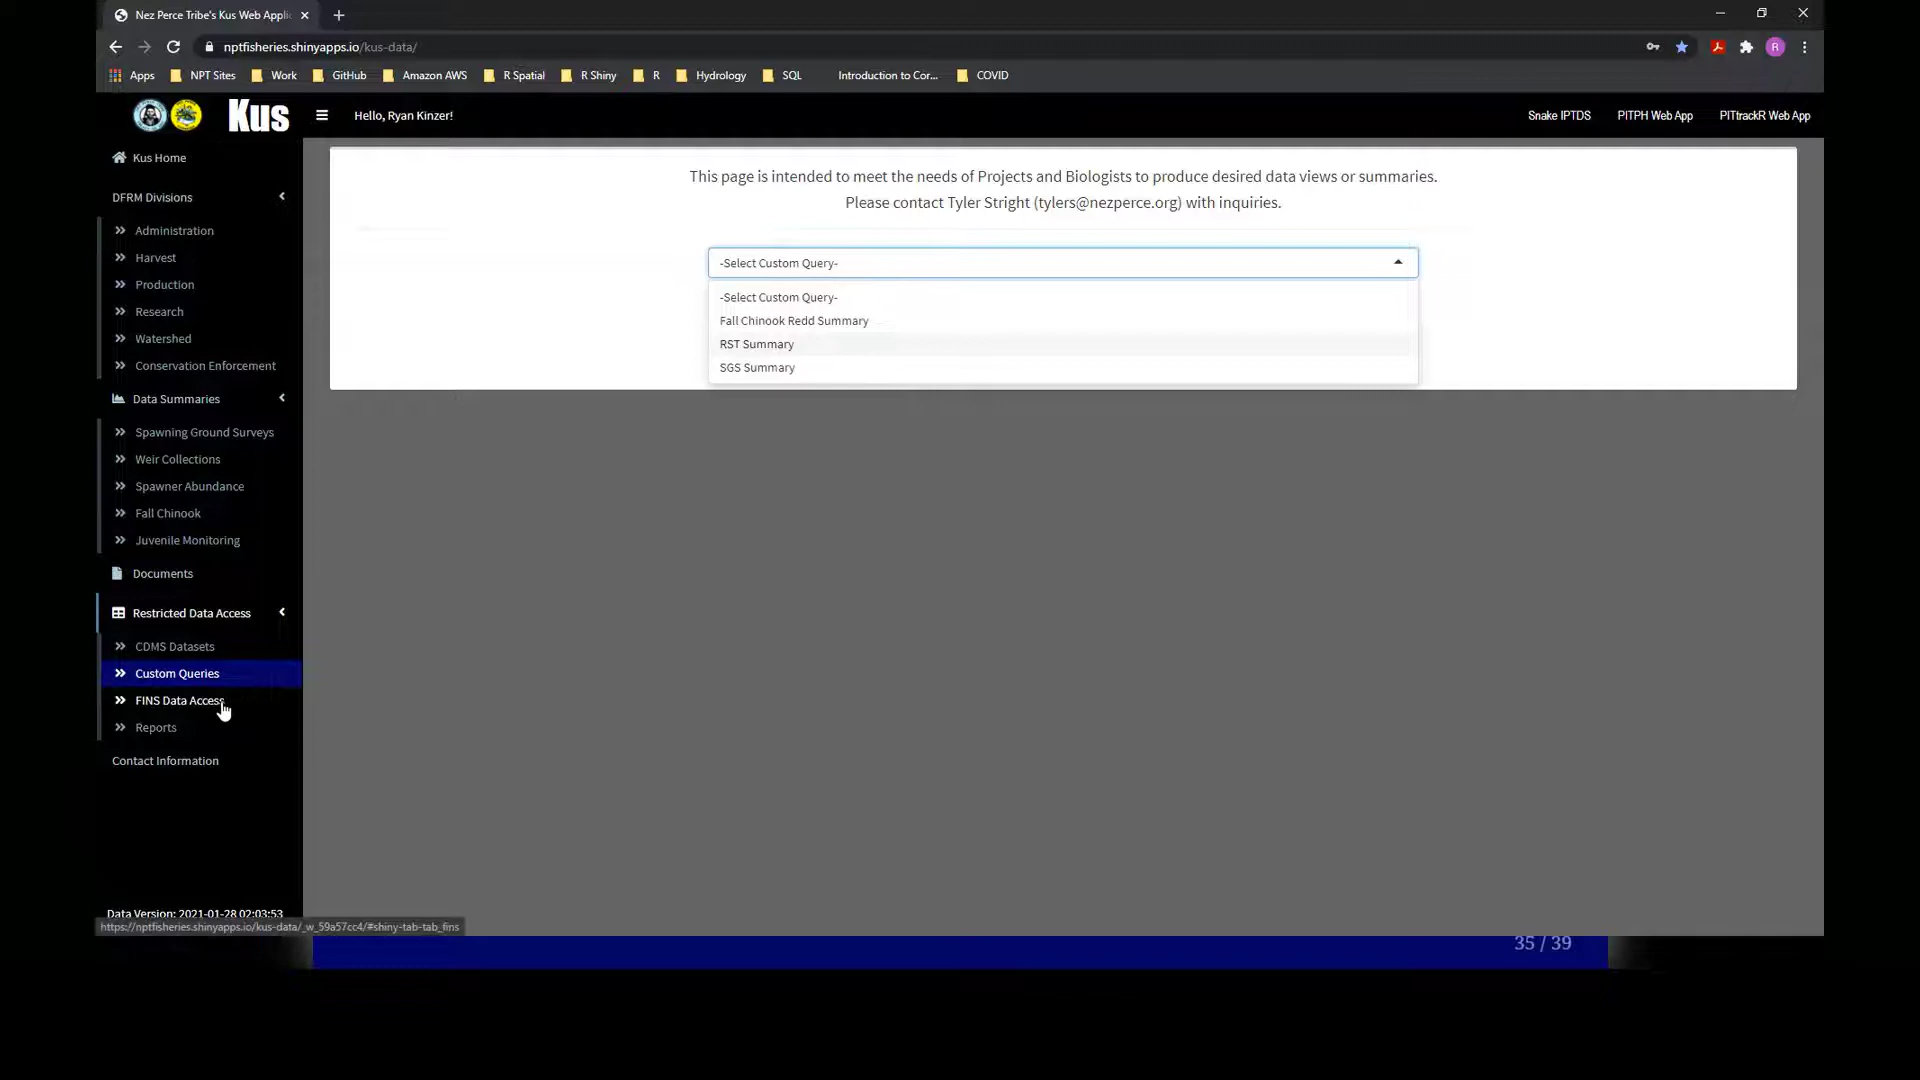 Nez Perce Tribe's Kus Web Applic
nptfisheries.shinyapps.io/kus-data/
R
Apps NPT Sites Work GitHub Amazon AWS R Spatial R Shiny R Hydrology SQL Introduction to Cor... COVID
Kus
Hello, Ryan Kinzer!
Snake IPTDS PITPH Web App PITtrackR Web App
Kus Home
DFRM Divisions
Administration
Harvest
Production
Research
Watershed
Conservation Enforcement
Data Summaries
Spawning Ground Surveys
Weir Collections
Spawner Abundance
Fall Chinook
Juvenile Monitoring
Documents
Restricted Data Access
CDMS Datasets
Custom Queries
FINS Data Access
Reports
Contact Information
Data Version: 2021-01-28 02:03:53
https://nptfisheries.shinyapps.io/kus-data/_w_59a57cc4/#shiny-tab-tab_fins
This page is intended to meet the needs of Projects and Biologists to produce desired data views or summaries.
Please contact Tyler Stright (tylers@nezperce.org) with inquiries.
-Select Custom Query-
-Select Custom Query-
Fall Chinook Redd Summary
RST Summary
SGS Summary
35 / 39